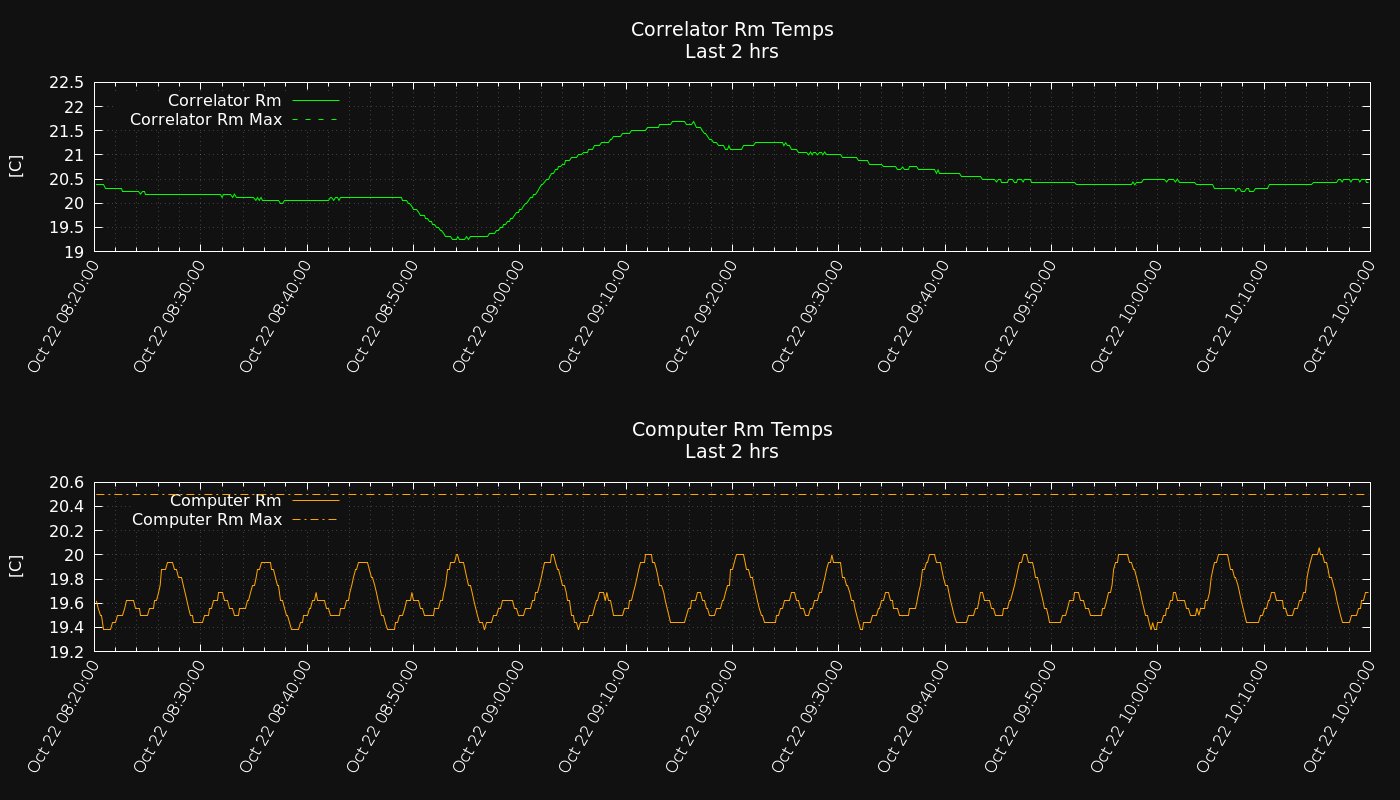 Correlator Rm Temps
Last 2 hrs
22.5
22
21.5
21
20.5
20
19.5
19
[C]
Correlator Rm
Correlator Rm Max
Oct 22 08:20:00
Oct 22 08:30:00
Oct 22 08:40:00
Oct 22 08:50:00
Oct 22 09:00:00
Oct 22 09:10:00
Oct 22 09:20:00
Oct 22 09:30:00
Oct 22 09:40:00
Oct 22 09:50:00
Oct 22 10:00:00
Oct 22 10:10:00
Oct 22 10:20:00
Computer Rm Temps
Last 2 hrs
20.6
20.4
20.2
20
19.8
19.6
19.4
19.2
[C]
Computer Rm
Computer Rm Max
Oct 22 08:20:00
Oct 22 08:30:00
Oct 22 08:40:00
Oct 22 08:50:00
Oct 22 09:00:00
Oct 22 09:10:00
Oct 22 09:20:00
Oct 22 09:30:00
Oct 22 09:40:00
Oct 22 09:50:00
Oct 22 10:00:00
Oct 22 10:10:00
Oct 22 10:20:00